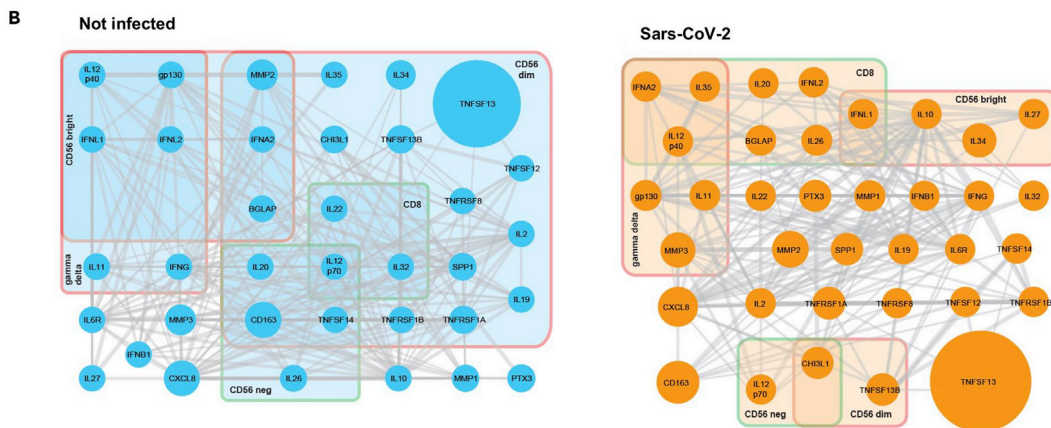 B
Not infected
Sars-CoV-2
CD56 bright
gamma delta
CD56
dim
CD8
CD56 neg
IL12
p40
gp130
MMP2
IL35
IL34
TNFSF13
IFNL1
IFNL2
IFNA2
CHI3L1
TNFSF13B
TNFSF12
BGLAP
IL22
TNFRSF8
IL2
IL11
IFNG
IL20
IL12
p70
IL32
SPP1
IL19
IL6R
MMP3
CD163
TNFSF14
TNFRSF1B
TNFRSF1A
IFNB1
IL27
CXCL8
IL26
IL10
MMP1
PTX3
CD8
CD56 bright
gamma delta
IFNA2
IL35
IL20
IFNL2
IFNL1
IL10
IL27
IL12
p40
BGLAP
IL26
IL34
gp130
IL11
IL22
PTX3
MMP1
IFNB1
IFNG
IL32
MMP3
MMP2
SPP1
IL19
IL6R
TNFSF14
CXCL8
IL2
TNFRSF1A
TNFRSF8
TNFSF12
TNFRSF1B
CD163
IL12
p70
CHI3L1
TNFSF13B
TNFSF13
CD56 neg
CD56 dim